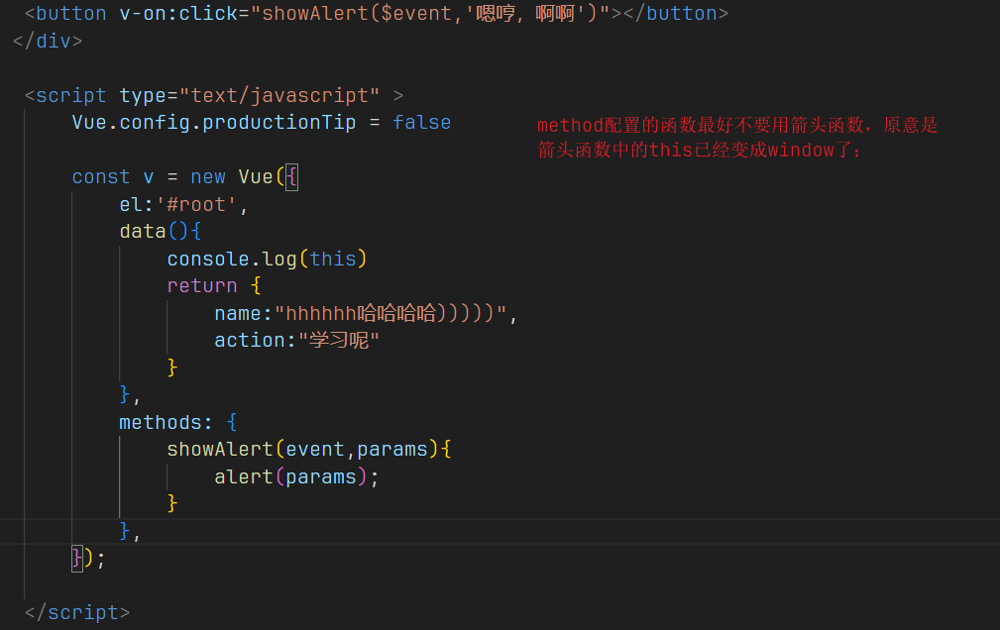 <button v-on:click="showAlert($event,'嗯哼, 啊啊')"></button>
</div>
<script type="text/javascript" >
Vue.config.productionTip = false
method配置的函数最好不要用箭头函数，原意是
箭头函数中的this已经变成window了；
const v = new Vue({
el:'#root',
data(){
console.log(this)
return {
name:"hhhhhh哈哈哈哈)))))",
action:"学习呢"
}
},
methods: {
showAlert(event,params){
alert(params);
}
},
});
</script>